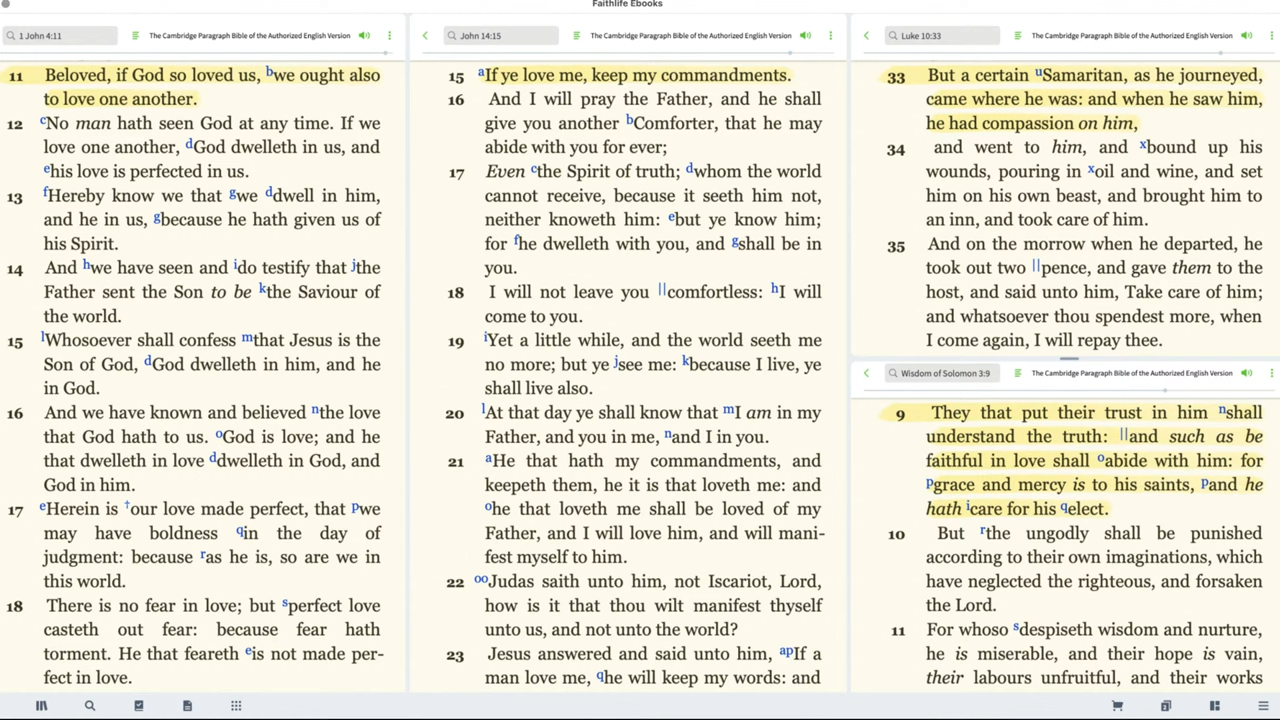 Faithlife Ebooks
1 John 4:11
The Cambridge Paragraph Bible of the Authorized English Version
11 Beloved, if God so loved us, bwe ought also
to love one another.
12 cNo man hath seen God at any time. If we
love one another, dGod dwelleth in us, and
ehis love is perfected in us.
13 fHereby know we that gwe ddwell in him,
and he in us, gbecause he hath given us of
his Spirit.
14 And hwe have seen and ido testify that jthe
Father sent the Son to be kthe Saviour of
the world.
15 lWhosoever shall confess mthat Jesus is the
Son of God, dGod dwelleth in him, and he
in God.
16 And we have known and believed nthe love
that God hath to us. oGod is love; and he
that dwelleth in love ddwelleth in God, and
God in him.
17 eHerein is †our love made perfect, that pwe
may have boldness qin the day of
judgment: because ras he is, so are we in
this world.
18 There is no fear in love; but sperfect love
casteth out fear: because fear hath
torment. He that feareth eis not made per-
fect in love.
John 14:15
The Cambridge Paragraph Bible of the Authorized English Version
15 aIf ye love me, keep my commandments.
16 And I will pray the Father, and he shall
give you another bComforter, that he may
abide with you for ever;
17 Even cthe Spirit of truth; dwhom the world
cannot receive, because it seeth him not,
neither knoweth him: ebut ye know him;
for fhe dwelleth with you, and gshall be in
you.
18 I will not leave you ||comfortless: hI will
come to you.
19 iYet a little while, and the world seeth me
no more; but ye jsee me: kbecause I live, ye
shall live also.
20 lAt that day ye shall know that mI am in my
Father, and you in me, nand I in you.
21 aHe that hath my commandments, and
keepeth them, he it is that loveth me: and
ohe that loveth me shall be loved of my
Father, and I will love him, and will mani-
fest myself to him.
22 ooJudas saith unto him, not Iscariot, Lord,
how is it that thou wilt manifest thyself
unto us, and not unto the world?
23 Jesus answered and said unto him, apIf a
man love me, qhe will keep my words: and
Luke 10:33
The Cambridge Paragraph Bible of the Authorized English Version
33 But a certain uSamaritan, as he journeyed,
came where he was: and when he saw him,
he had compassion on him,
34 and went to him, and xbound up his
wounds, pouring in xoil and wine, and set
him on his own beast, and brought him to
an inn, and took care of him.
35 And on the morrow when he departed, he
took out two ||pence, and gave them to the
host, and said unto him, Take care of him;
and whatsoever thou spendest more, when
I come again, I will repay thee.
Wisdom of Solomon 3:9
The Cambridge Paragraph Bible of the Authorized English Version
9 They that put their trust in him nshall
understand the truth: ||and such as be
faithful in love shall oabide with him: for
pgrace and mercy is to his saints, pand he
hath icare for his qelect.
10 But rthe ungodly shall be punished
according to their own imaginations, which
have neglected the righteous, and forsaken
the Lord.
11 For whoso sdespiseth wisdom and nurture,
he is miserable, and their hope is vain,
their labours unfruitful, and their works